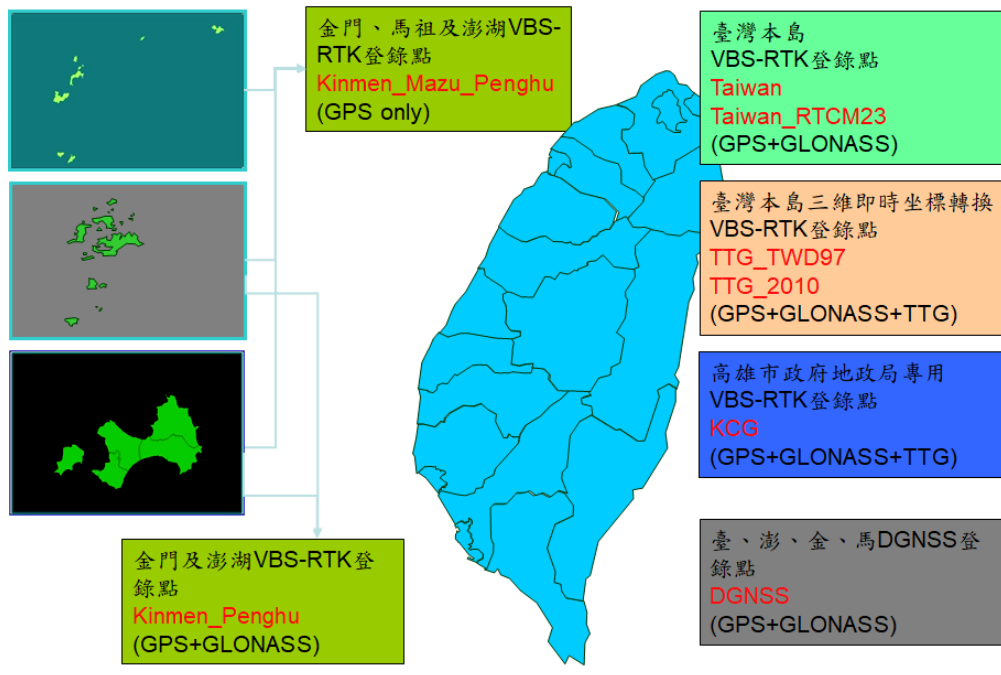 金門、馬祖及澎湖VBS-
RTK登錄點
Kinmen_Mazu_Penghu
(GPS only)
臺灣本島
VBS-RTK登錄點
Taiwan
Taiwan_RTCM23
(GPS+GLONASS)
臺灣本島三維即時坐標轉換
VBS-RTK登錄點
TTG_TWD97
TTG_2010
(GPS+GLONASS+TTG)
高雄市政府地政局專用
VBS-RTK登錄點
KCG
(GPS+GLONASS+TTG)
臺、澎、金、馬DGNSS登
錄點
DGNSS
(GPS+GLONASS)
金門及澎湖VBS-RTK登
錄點
Kinmen_Penghu
(GPS+GLONASS)